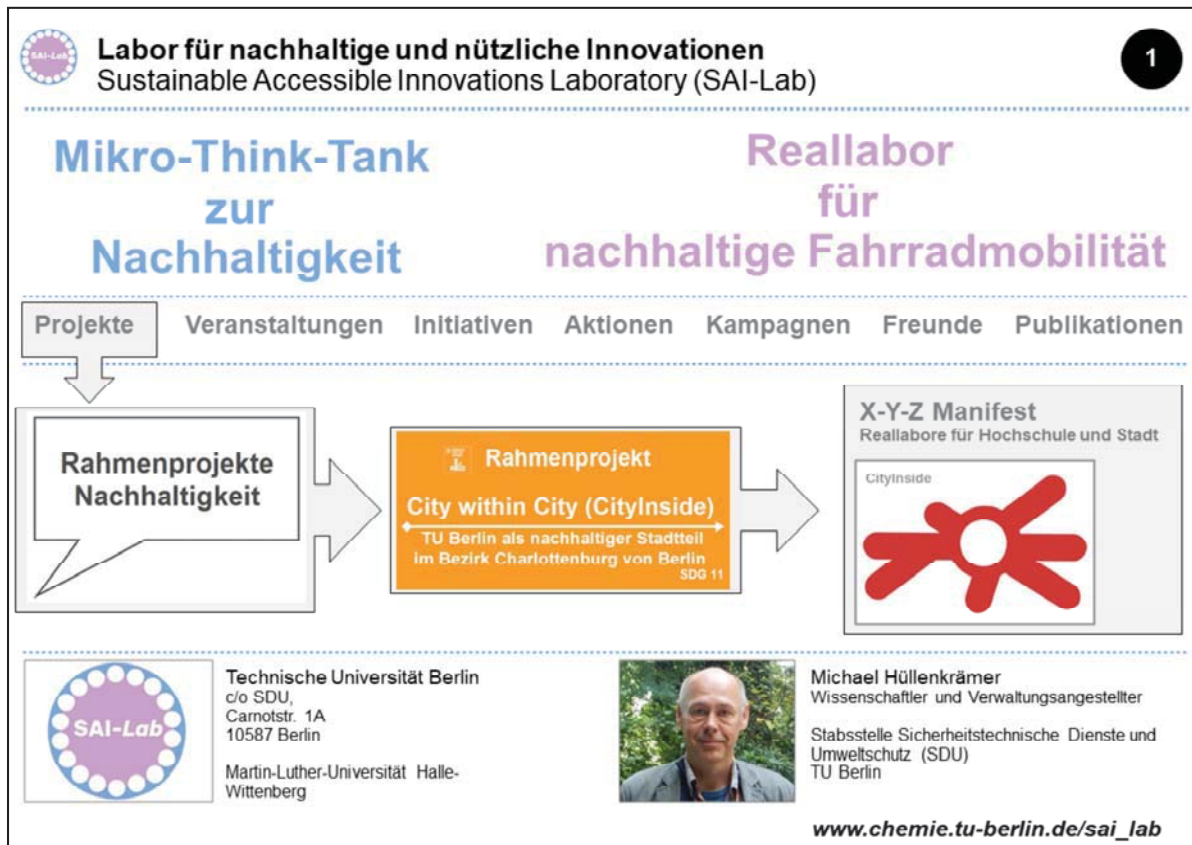 SAI-Lab
Labor für nachhaltige und nützliche Innovationen
Sustainable Accessible Innovations Laboratory (SAI-Lab)
1
Mikro-Think-Tank
zur
Nachhaltigkeit
Reallabor
für
nachhaltige Fahrradmobilität
Projekte Veranstaltungen Initiativen Aktionen Kampagnen Freunde Publikationen
Rahmenprojekte
Nachhaltigkeit
Rahmenprojekt
City within City (CityInside)
TU Berlin als nachhaltiger Stadtteil
im Bezirk Charlottenburg von Berlin
SDG 11
X-Y-Z Manifest
Reallabore für Hochschule und Stadt
CityInside
SAI-Lab
Technische Universität Berlin
c/o SDU,
Carnotstr. 1A
10587 Berlin
Martin-Luther-Universität Halle-
Wittenberg
Michael Hüllenkrämer
Wissenschaftler und Verwaltungsangestellter
Stabsstelle Sicherheitstechnische Dienste und
Umweltschutz (SDU)
TU Berlin
www.chemie.tu-berlin.de/sai_lab